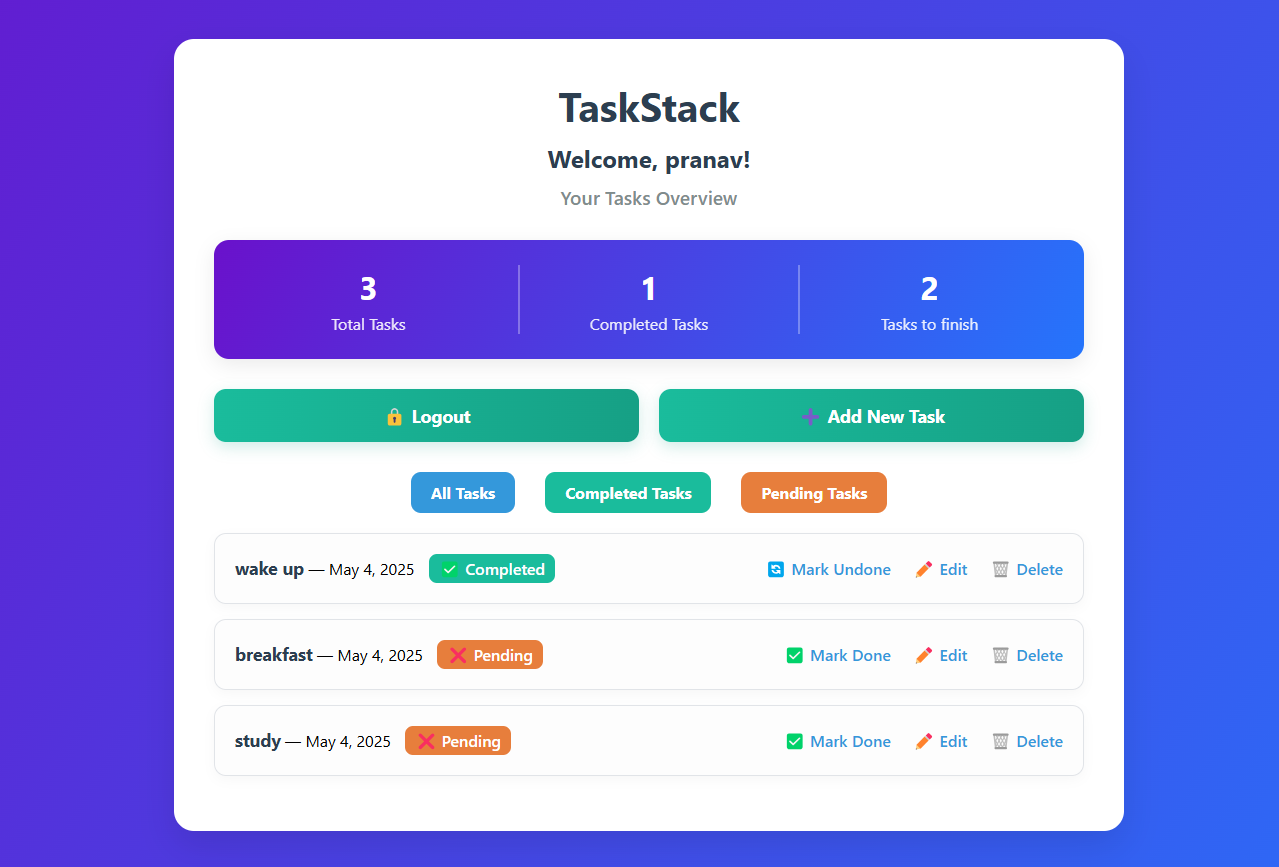 TaskStack
Welcome, pranav!
Your Tasks Overview
3 1 2
Total Tasks Completed Tasks Tasks to finish
🔒 Logout ➕ Add New Task
All Tasks Completed Tasks Pending Tasks
wake up — May 4, 2025 ✅ Completed 🔄 Mark Undone ✏️ Edit 🗑️ Delete
breakfast — May 4, 2025 ❌ Pending ✅ Mark Done ✏️ Edit 🗑️ Delete
study — May 4, 2025 ❌ Pending ✅ Mark Done ✏️ Edit 🗑️ Delete